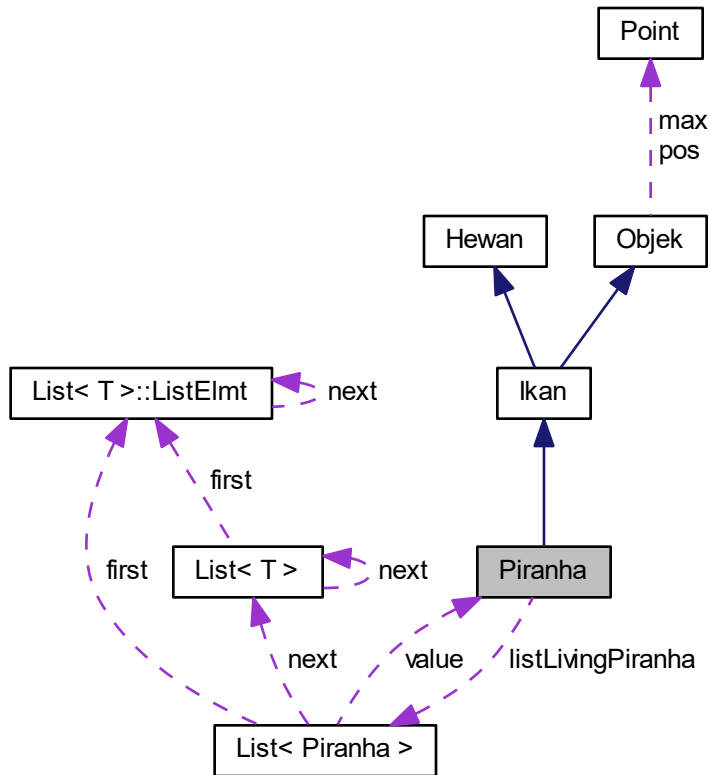 Point
max
pos
Hewan
Objek
List< T >::ListElmt
next
Ikan
first
first
List< T >
next
Piranha
next
value
listLivingPiranha
List< Piranha >